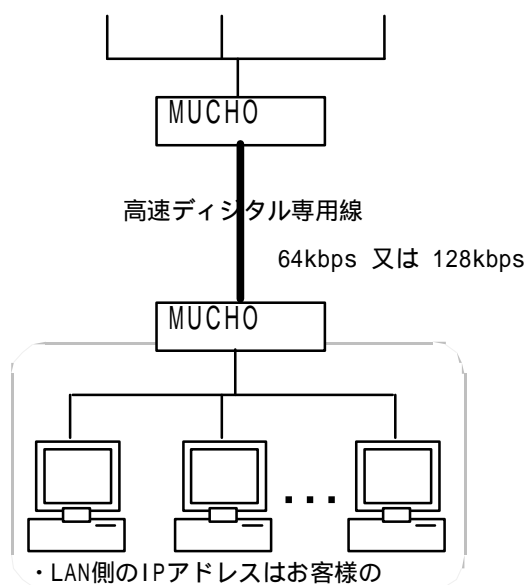 MUCHO
高速ディジタル専用線
64kbps 又は 128kbps
MUCHO
...
・LAN側のIPアドレスはお客様の